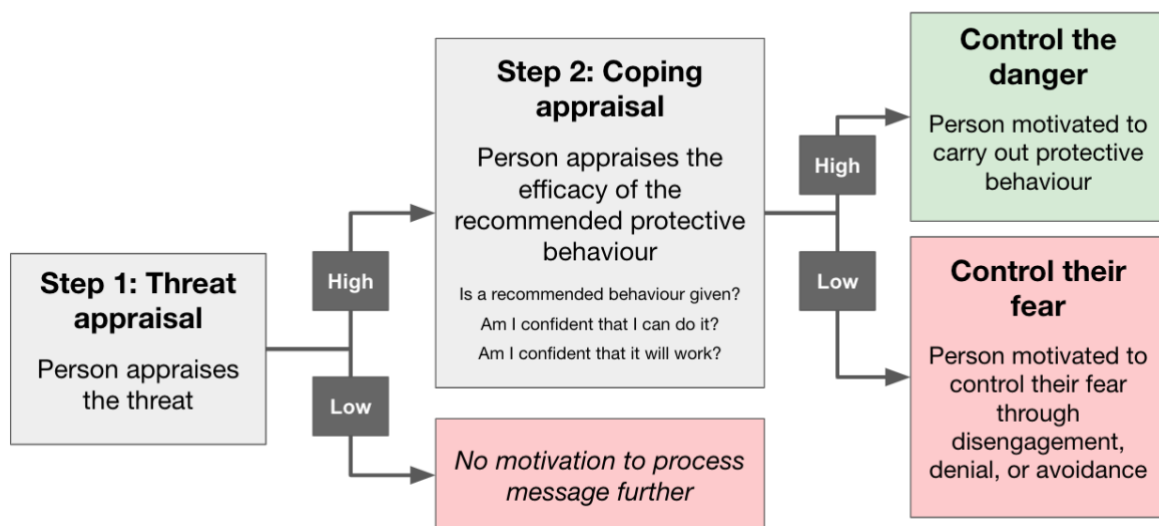 Step 1: Threat
appraisal
Person appraises
the threat
High
Low
Step 2: Coping
appraisal
Person appraises the
efficacy of the
recommended protective
behaviour
Is a recommended behaviour given?
Am I confident that I can do it?
Am I confident that it will work?
No motivation to process
message further
High
Low
Control the
danger
Person motivated to
carry out protective
behaviour
Control their
fear
Person motivated to
control their fear
through
disengagement,
denial, or avoidance